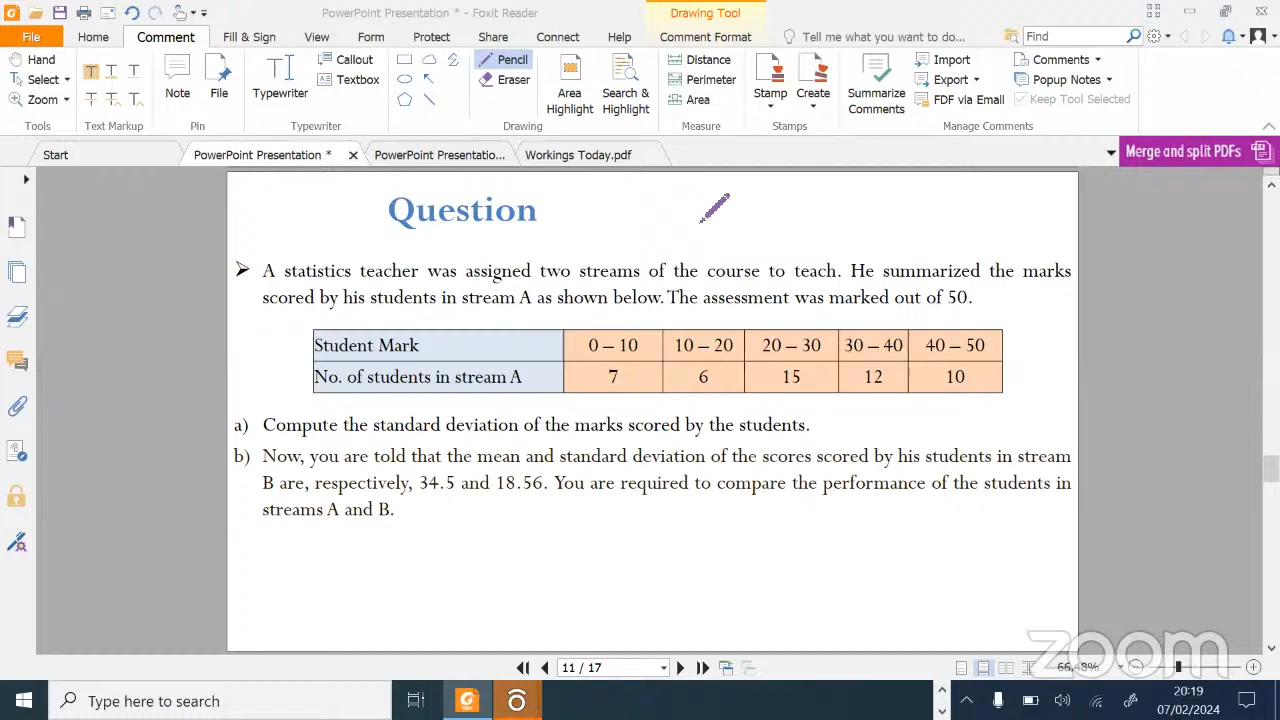 PowerPoint Presentation * - Foxit Reader
Drawing Tool
File Home Comment Fill & Sign View Form Protect Share Connect Help Comment Format Tell me what you want to do... Find
Hand
Select
Zoom
Tools
Text Markup
Note
File
Pin
Typewriter
Callout
Textbox
Typewriter
Pencil
Eraser
Area Highlight
Search & Highlight
Drawing
Distance
Perimeter
Area
Measure
Stamp
Create
Stamps
Summarize Comments
Import
Export
FDF via Email
Comments
Popup Notes
Keep Tool Selected
Manage Comments
Start
PowerPoint Presentation *
PowerPoint Presentatio...
Workings Today.pdf
Merge and split PDFs
Question
A statistics teacher was assigned two streams of the course to teach. He summarized the marks
scored by his students in stream A as shown below. The assessment was marked out of 50.
Student Mark 0 – 10 10 – 20 20 – 30 30 – 40 40 – 50
No. of students in stream A 7 6 15 12 10
a) Compute the standard deviation of the marks scored by the students.
b) Now, you are told that the mean and standard deviation of the scores scored by his students in stream
B are, respectively, 34.5 and 18.56. You are required to compare the performance of the students in
streams A and B.
zoom
11 / 17
66.48%
Type here to search
20:19
07/02/2024